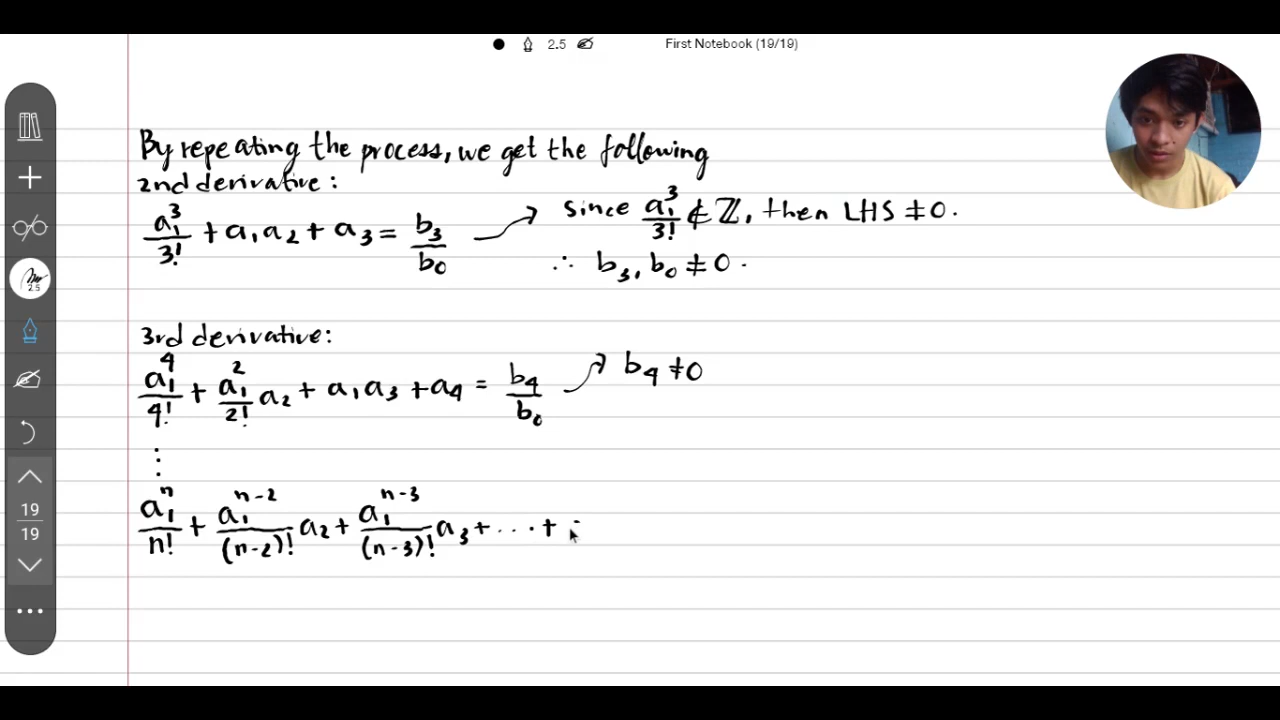 2.5 First Notebook (19/19)
By repeating the process, we get the following
2nd derivative:
a₁³/3! + a₁a₂ + a₃ = b₃/b₀ → since a₁³/3! ∉ ℤ, then LHS ≠ 0.
∴ b₃, b₀ ≠ 0.
3rd derivative:
a₁⁴/4! + a₁²/2! a₂ + a₁a₃ + a₄ = b₄/b₀ → b₄ ≠ 0
⋮
a₁ⁿ/n! + a₁ⁿ⁻²/(n-2)! a₂ + a₁ⁿ⁻³/(n-3)! a₃ + ... +
2.5
19
19